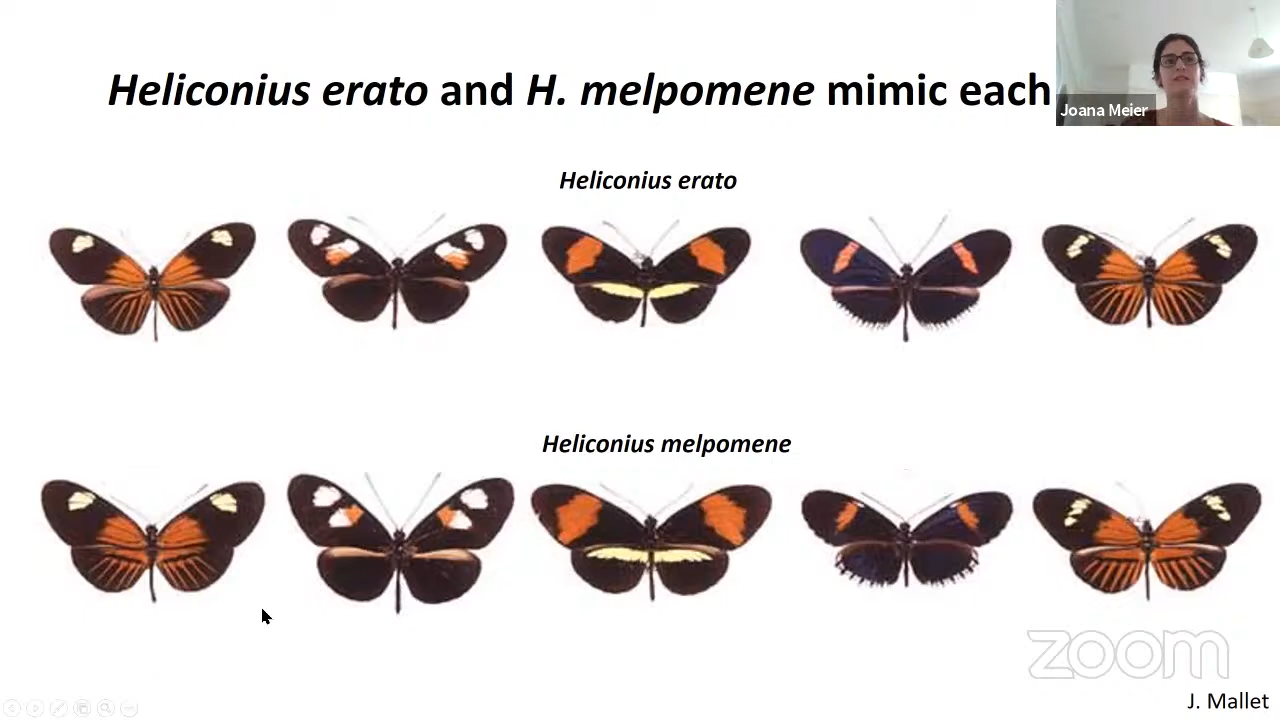 Heliconius erato and H. melpomene mimic each
Joana Meier
Heliconius erato
Heliconius melpomene
zoom
J. Mallet